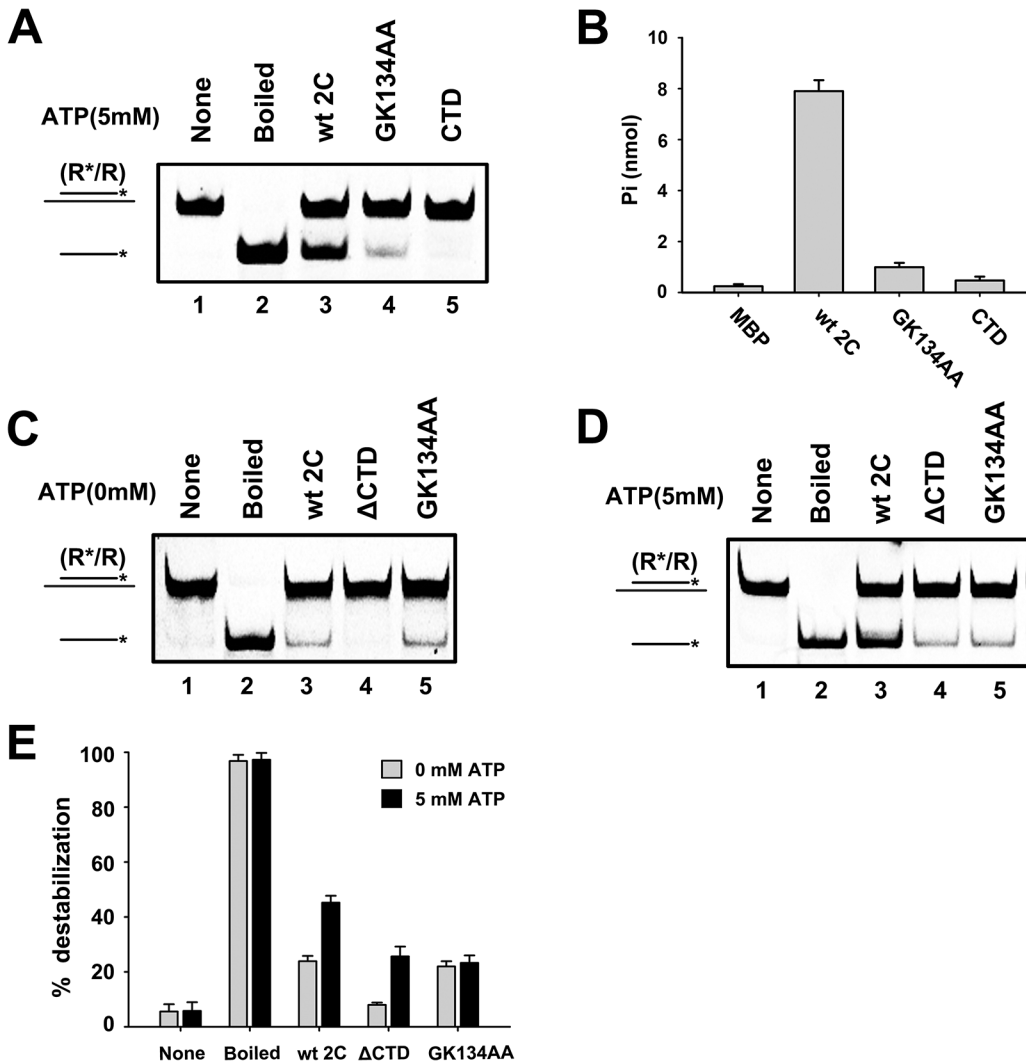 A
ATP(5mM)
None
Boiled
wt 2C
GK134AA
CTD
(R*/R)
*
*
1 2 3 4 5
B
Pi (nmol)
10
8
6
4
2
0
MBP
wt 2C
GK134AA
CTD
C
ATP(0mM)
None
Boiled
wt 2C
ΔCTD
GK134AA
(R*/R)
*
*
1 2 3 4 5
D
ATP(5mM)
None
Boiled
wt 2C
ΔCTD
GK134AA
(R*/R)
*
*
1 2 3 4 5
E
% destabilization
100
80
60
40
20
0
0 mM ATP
5 mM ATP
None Boiled wt 2C ΔCTD GK134AA